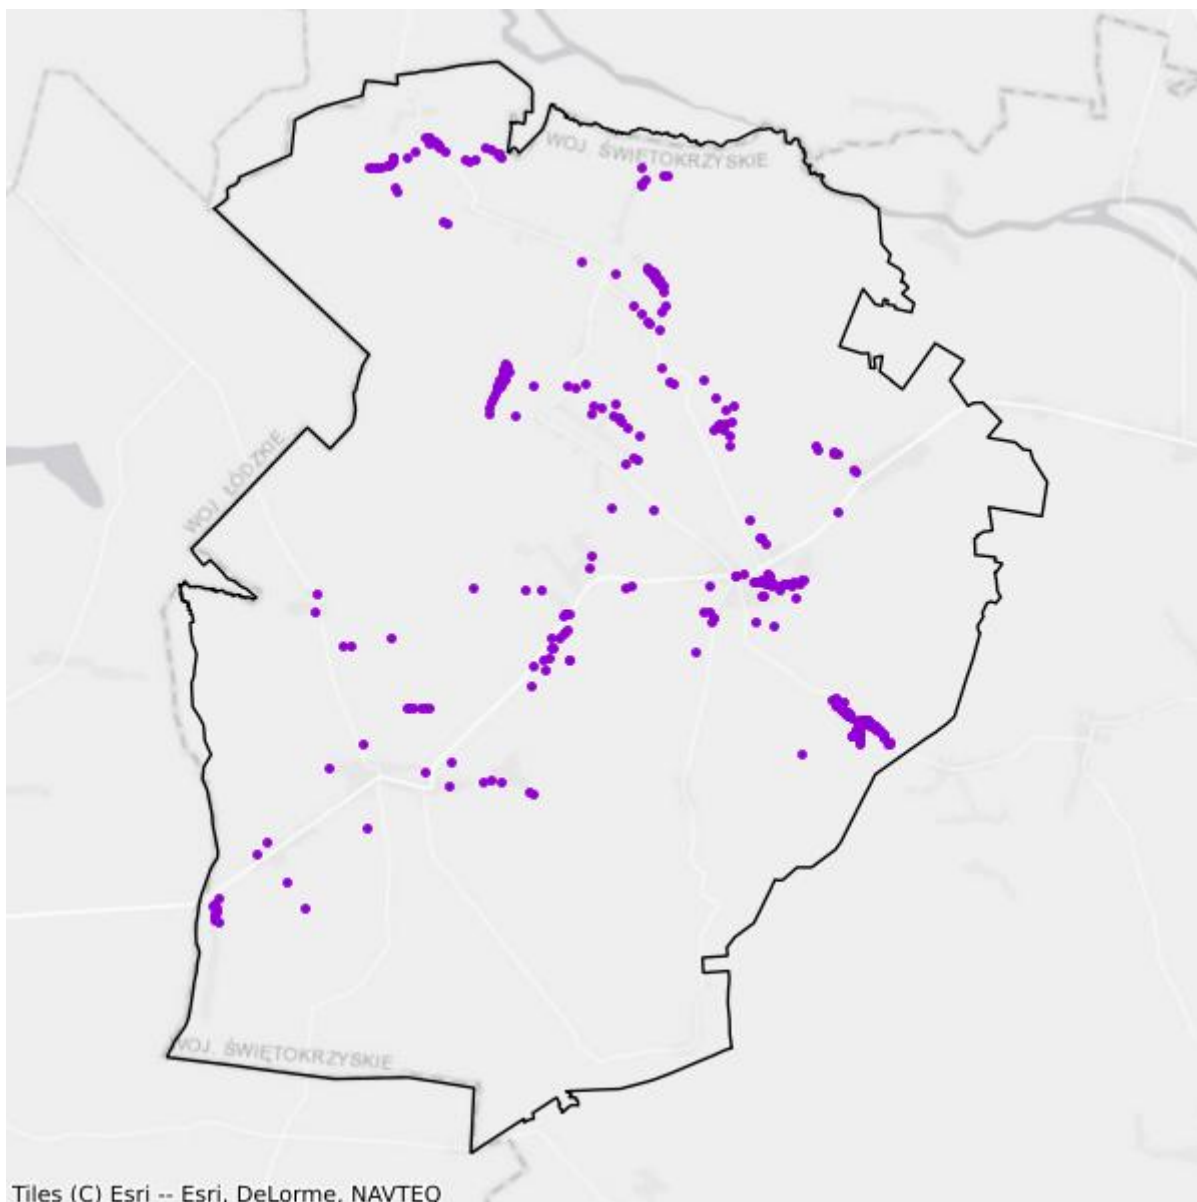 WOJ. ŚWIĘTOKRZYSKIE
WOJ. ŁÓDZKIE
WOJ. ŚWIĘTOKRZYSKIE
Tiles (C) Esri -- Esri, DeLorme, NAVTEQ